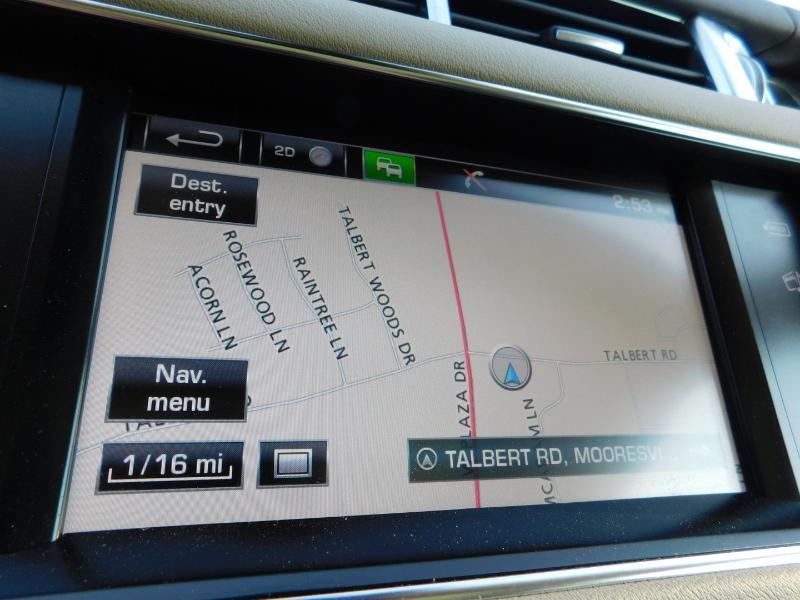 2D
2:53
Dest.
entry
TALBERT WOODS DR
ROSEWOOD LN
RAINTREE LN
ACORN LN
TALBERT RD
Nav.
menu
PLAZA DR
1/16 mi
TALBERT RD, MOORESVI...
LN